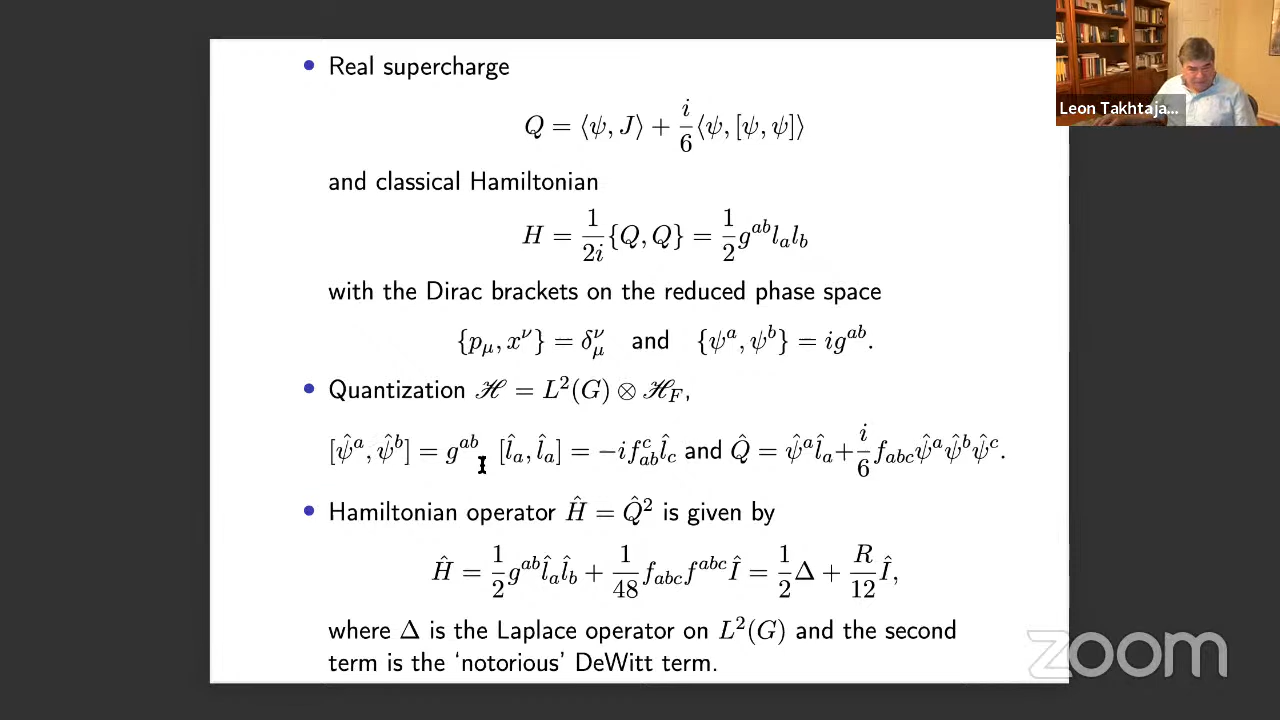 • Real supercharge
Q = ⟨ψ, J⟩ + i/6 ⟨ψ, [ψ, ψ]⟩
and classical Hamiltonian
H = 1/2i {Q, Q} = 1/2 g^{ab} l_a l_b
with the Dirac brackets on the reduced phase space
{p_μ, x^ν} = δ^ν_μ and {ψ^a, ψ^b} = ig^{ab}.
• Quantization ℋ = L²(G) ⊗ ℋ_F,
[ψ̂^a, ψ̂^b] = g^{ab} [l̂_a, l̂_a] = −if^c_{ab} l̂_c and Q̂ = ψ̂^a l̂_a + i/6 f_{abc} ψ̂^a ψ̂^b ψ̂^c.
• Hamiltonian operator Ĥ = Q̂² is given by
Ĥ = 1/2 g^{ab} l̂_a l̂_b + 1/48 f_{abc} f^{abc} Î = 1/2 Δ + R/12 Î,
where Δ is the Laplace operator on L²(G) and the second
term is the ‘notorious’ DeWitt term.
Leon Takhtaja...
zoom